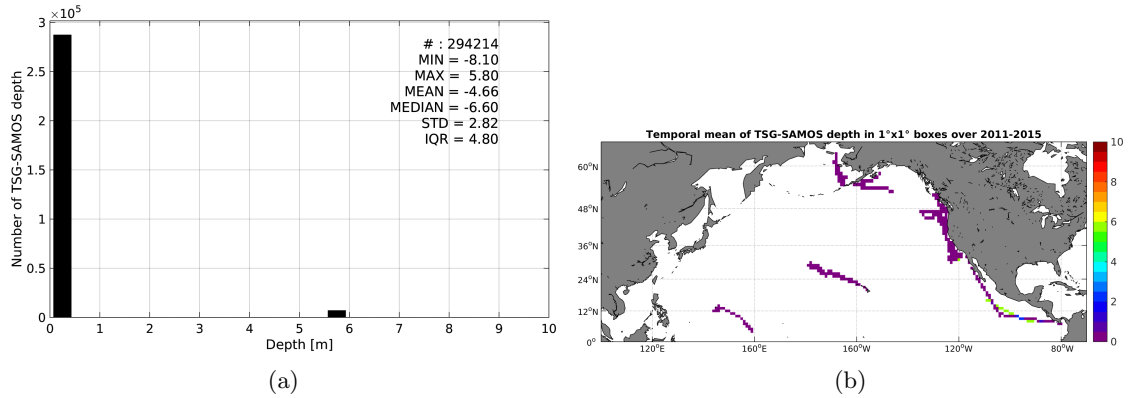 ×10⁵
3
2.5
2
1.5
1
0.5
0
Number of TSG-SAMOS depth
# : 294214
MIN = -8.10
MAX = 5.80
MEAN = -4.66
MEDIAN = -6.60
STD = 2.82
IQR = 4.80
0 1 2 3 4 5 6 7 8 9 10
Depth [m]
(a)
Temporal mean of TSG-SAMOS depth in 1°x1° boxes over 2011-2015
60°N
48°N
36°N
24°N
12°N
0°
120°E 160°E 160°W 120°W 80°W
10
8
6
4
2
0
(b)